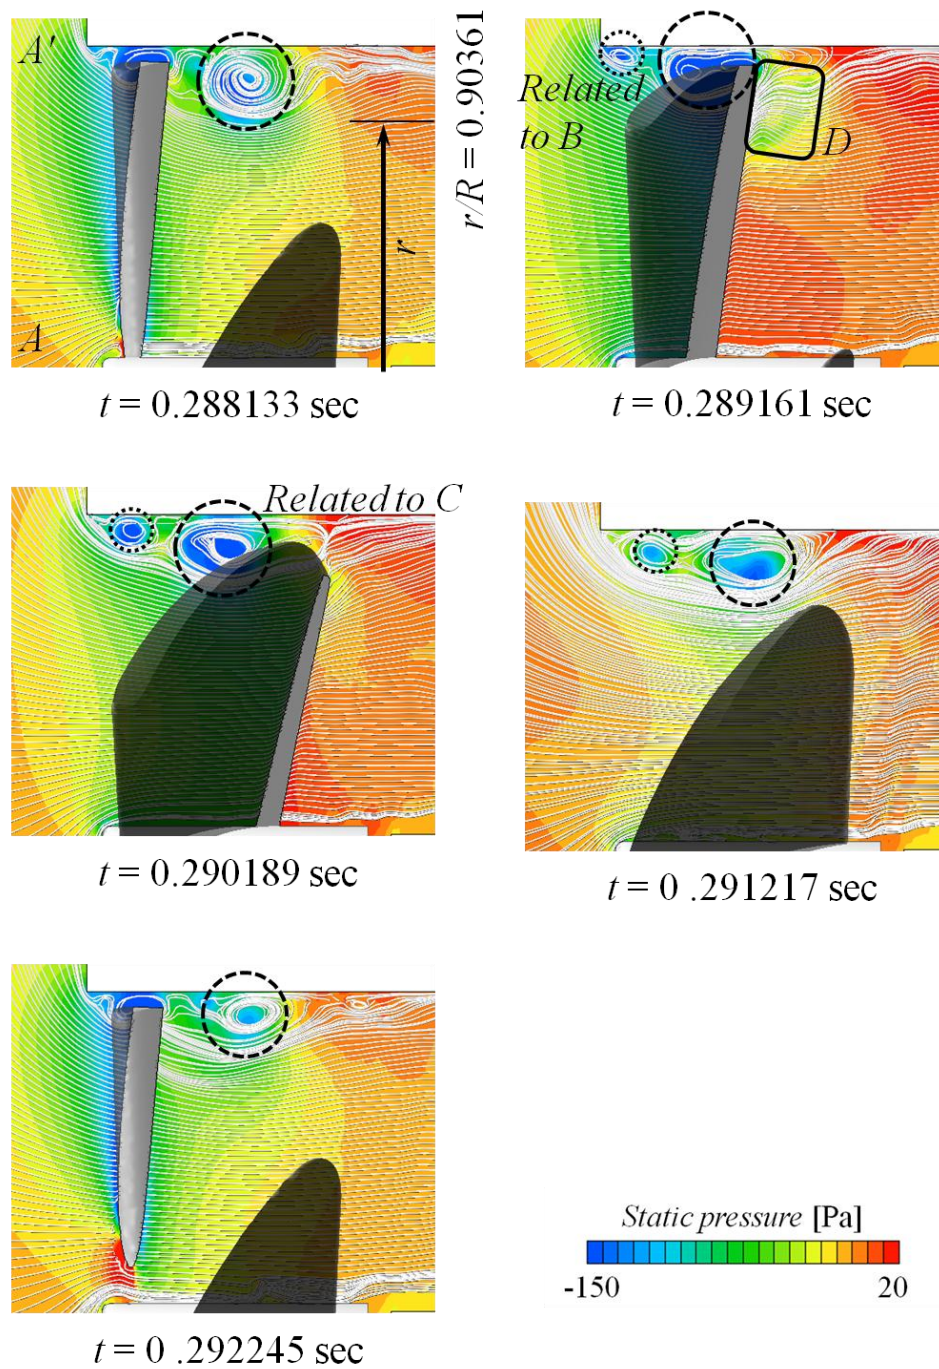 A'
A
r
r/R = 0.90361
t = 0.288133 sec
Related
to B
D
t = 0.289161 sec
Related to C
t = 0.290189 sec
t = 0 .291217 sec
t = 0 .292245 sec
Static pressure [Pa]
-150 20